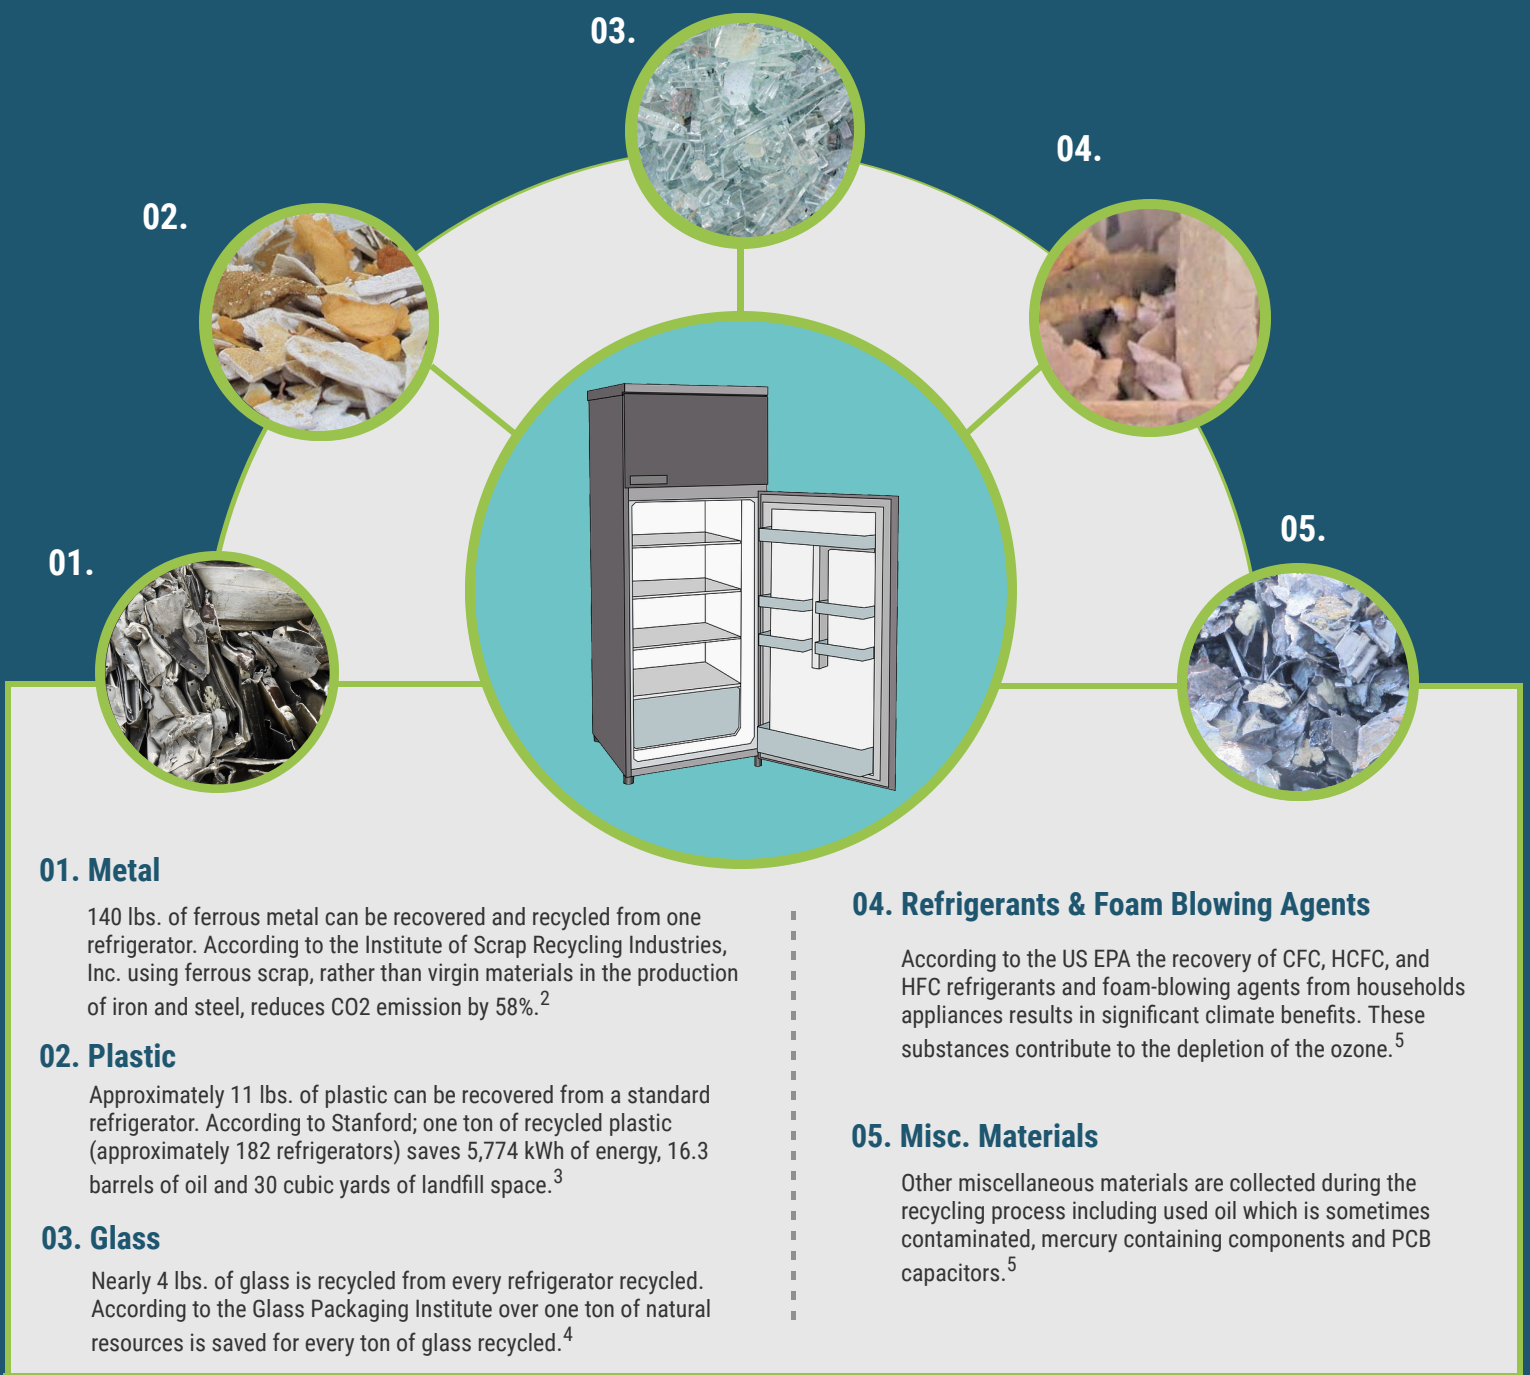 03.
04.
02.
05.
01.
01. Metal
140 lbs. of ferrous metal can be recovered and recycled from one
refrigerator. According to the Institute of Scrap Recycling Industries,
Inc. using ferrous scrap, rather than virgin materials in the production
of iron and steel, reduces CO2 emission by 58%.2
02. Plastic
Approximately 11 lbs. of plastic can be recovered from a standard
refrigerator. According to Stanford; one ton of recycled plastic
(approximately 182 refrigerators) saves 5,774 kWh of energy, 16.3
barrels of oil and 30 cubic yards of landfill space.3
03. Glass
Nearly 4 lbs. of glass is recycled from every refrigerator recycled.
According to the Glass Packaging Institute over one ton of natural
resources is saved for every ton of glass recycled.4
04. Refrigerants & Foam Blowing Agents
According to the US EPA the recovery of CFC, HCFC, and
HFC refrigerants and foam-blowing agents from households
appliances results in significant climate benefits. These
substances contribute to the depletion of the ozone.5
05. Misc. Materials
Other miscellaneous materials are collected during the
recycling process including used oil which is sometimes
contaminated, mercury containing components and PCB
capacitors.5